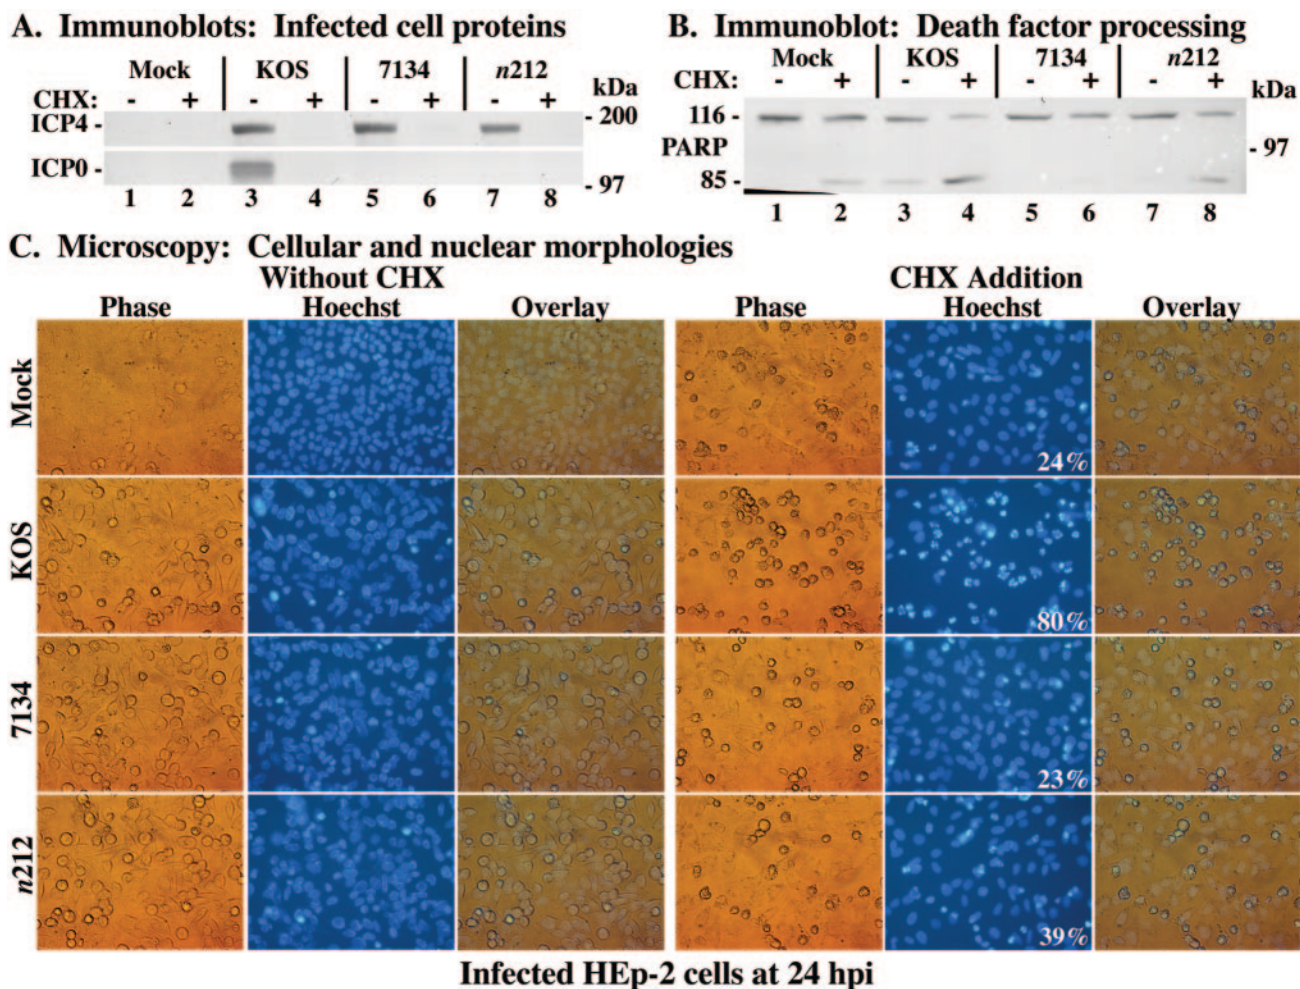 A. Immunoblots: Infected cell proteins
Mock KOS 7134 n212 kDa
CHX: - + - + - + - +
ICP4 - - 200
ICP0 - - 97
1 2 3 4 5 6 7 8
B. Immunoblot: Death factor processing
Mock KOS 7134 n212
CHX: - + - + - + - + kDa
116 -
PARP - 97
85 -
1 2 3 4 5 6 7 8
C. Microscopy: Cellular and nuclear morphologies
Without CHX CHX Addition
Phase Hoechst Overlay Phase Hoechst Overlay
Mock
24%
KOS
80%
7134
23%
n212
39%
Infected HEp-2 cells at 24 hpi